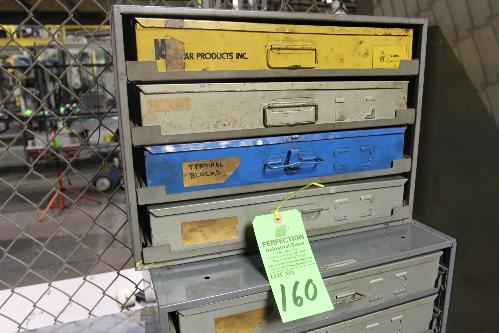 AR PRODUCTS INC.
TERMINAL
BLOCKS
PERFECTION
Industrial Sales
LOT NO.
160